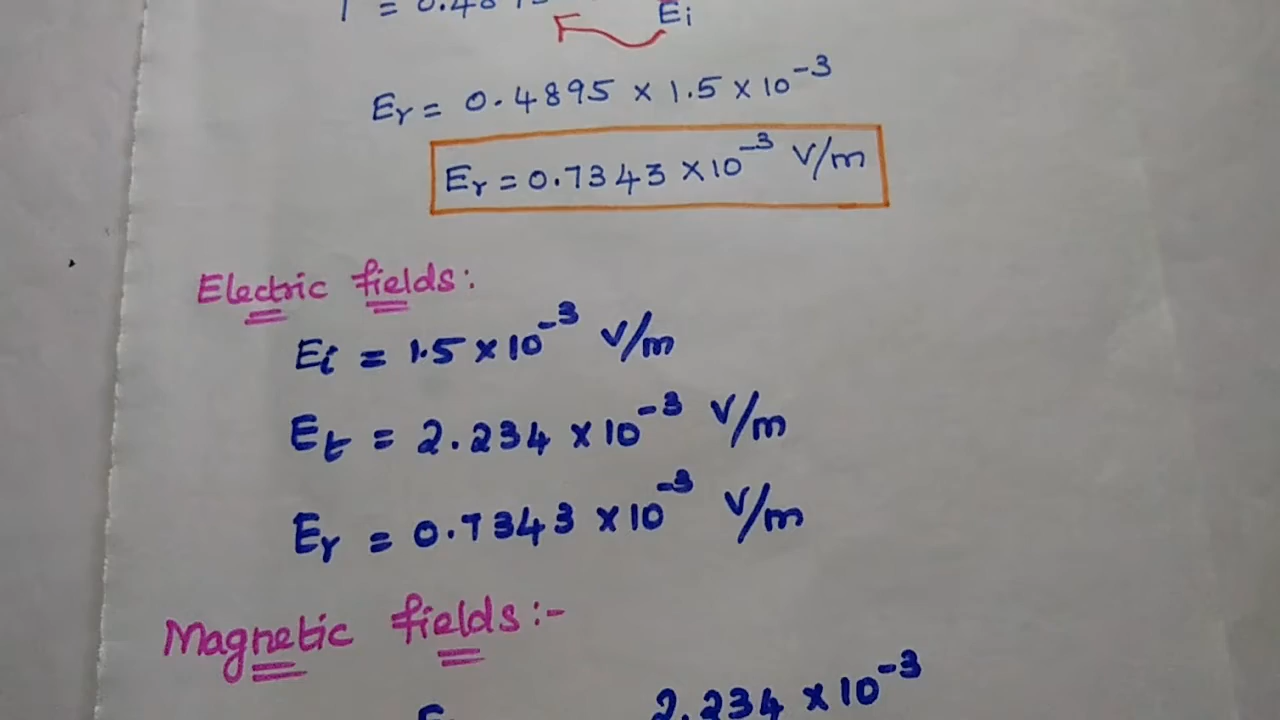 Ei
Er = 0.4895 × 1.5 × 10⁻³
Er = 0.7343 ×10⁻³ V/m
Electric fields:
Ei = 1.5 × 10⁻³ V/m
Et = 2.234 × 10⁻³ V/m
Er = 0.7343 × 10⁻³ V/m
Magnetic fields:-
2.234 × 10⁻³